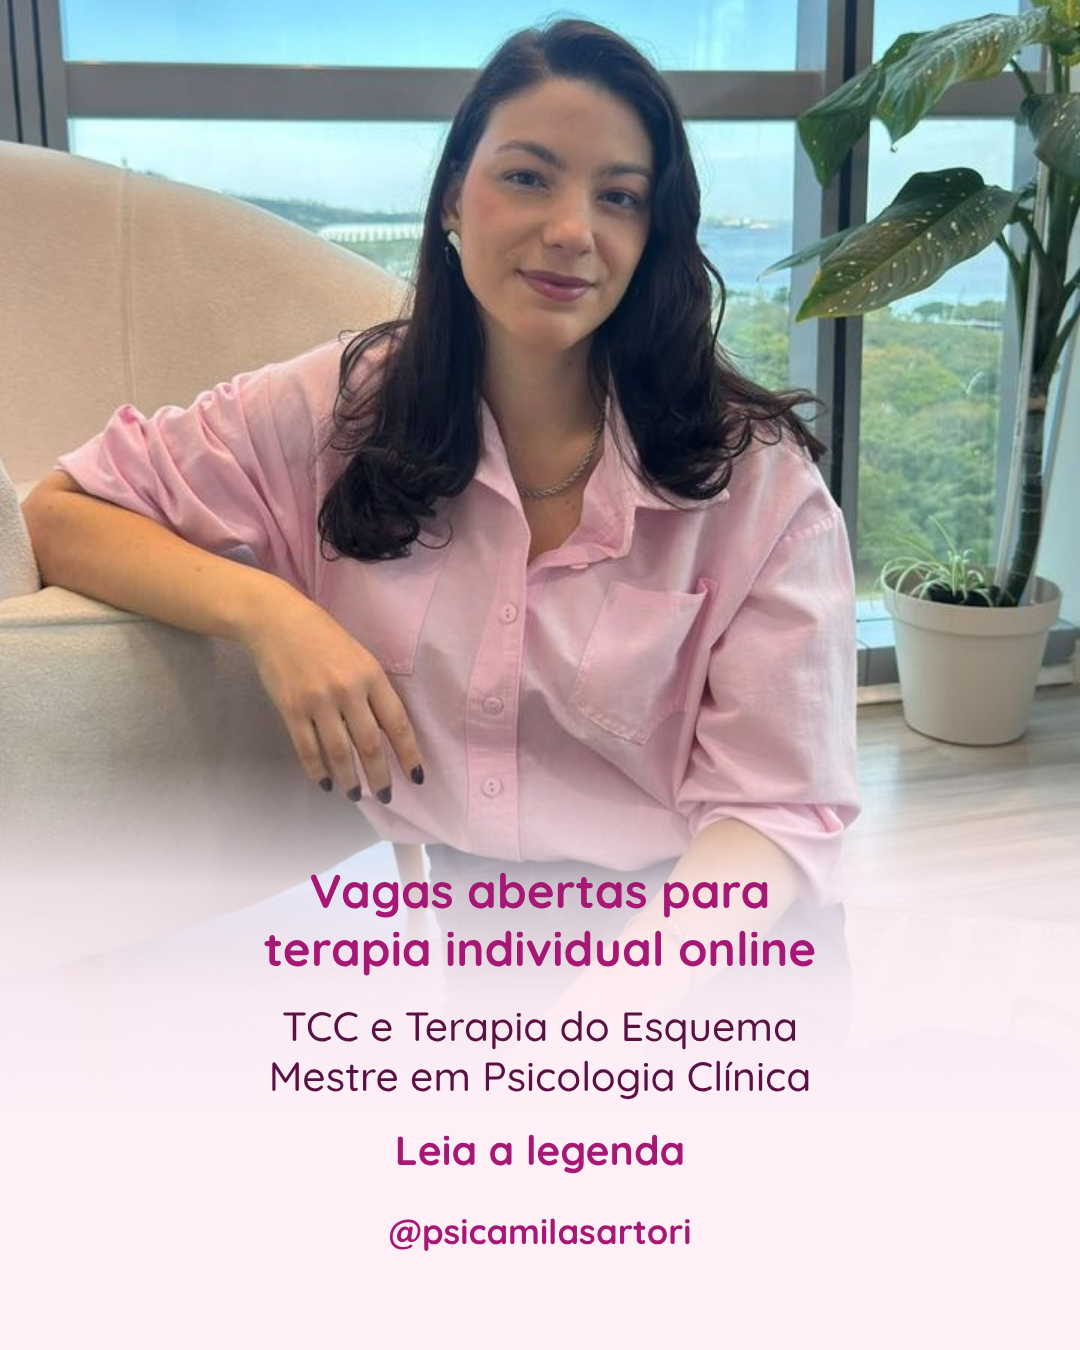 Vagas abertas para
terapia individual online
TCC e Terapia do Esquema
Mestre em Psicologia Clínica
Leia a legenda
@psicamilasartori